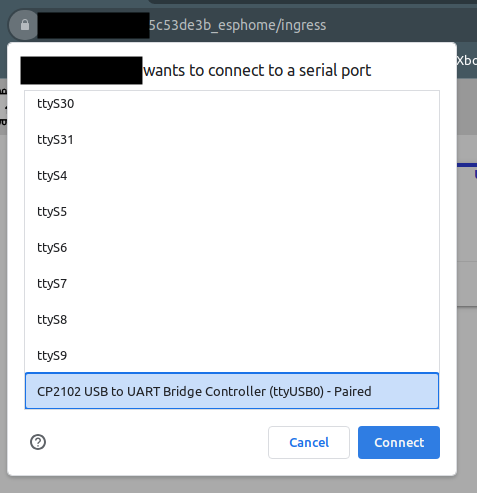 5c53de3b_esphome/ingress
Xbo
wants to connect to a serial port
ttyS30
ttyS31
ttyS4
ttyS5
ttyS6
ttyS7
ttyS8
ttyS9
CP2102 USB to UART Bridge Controller (ttyUSB0) - Paired
Cancel
Connect